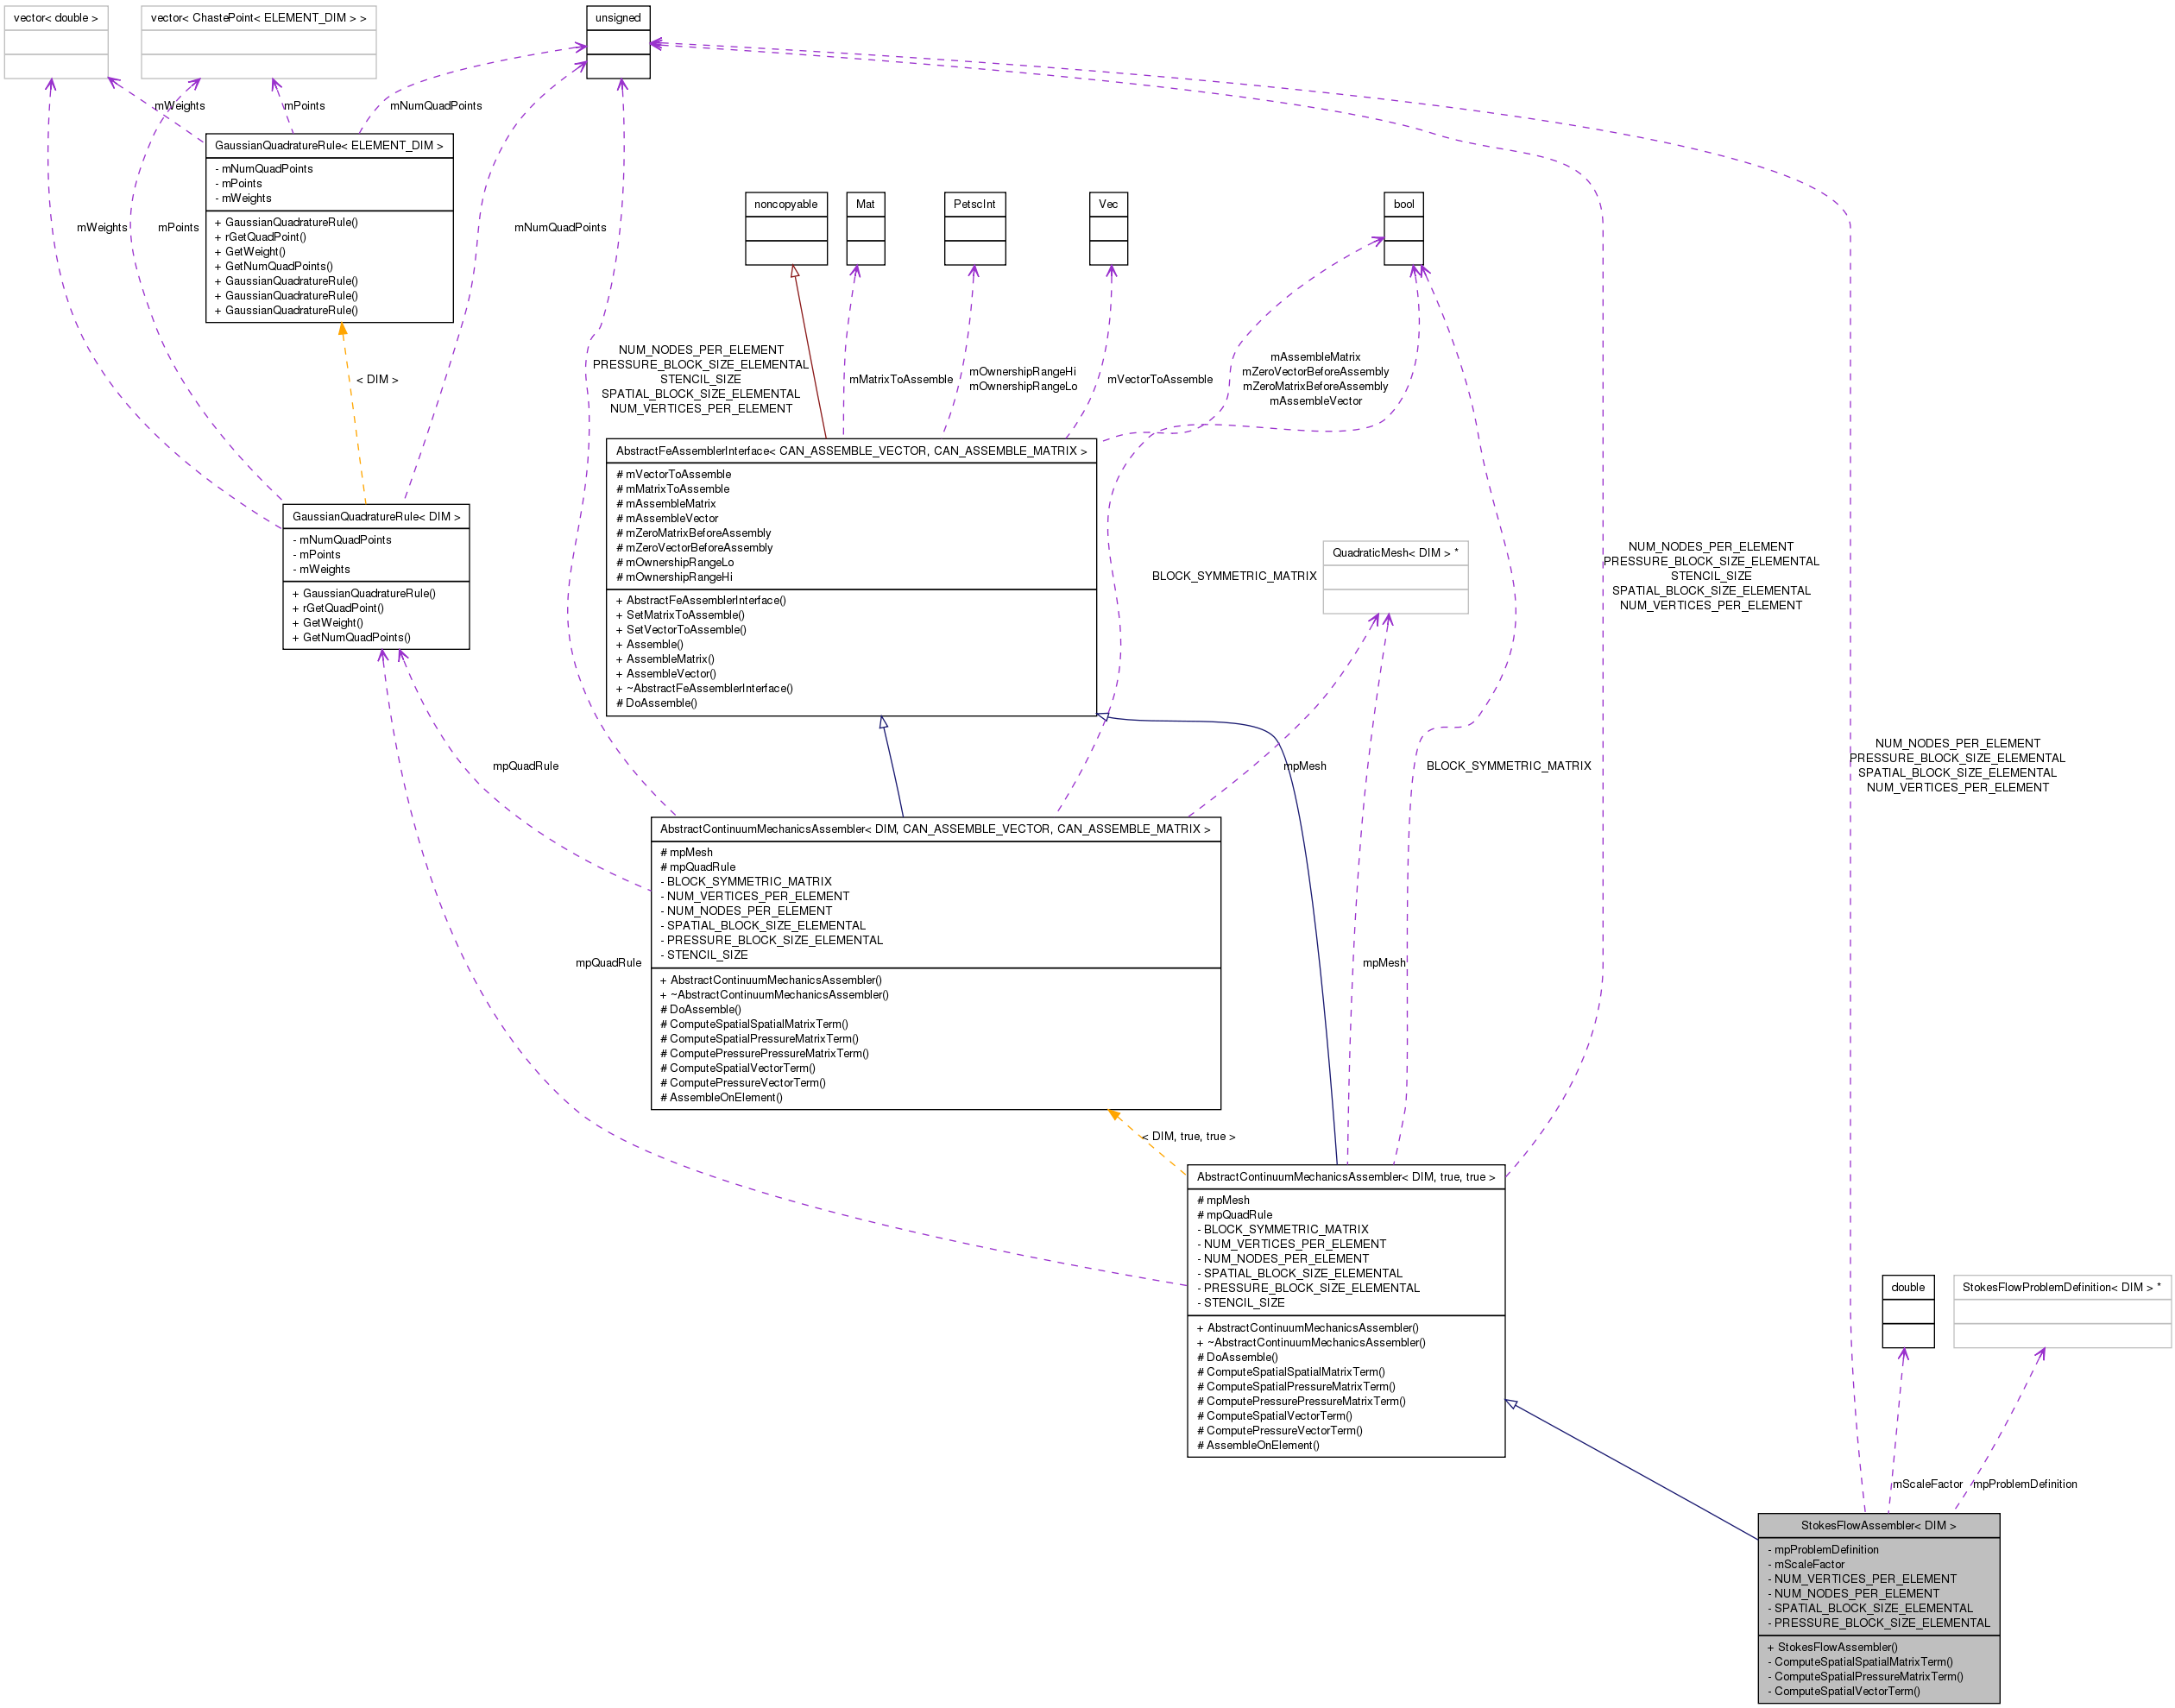 vector< double >
vector< ChastePoint< ELEMENT_DIM > >
unsigned
mWeights
mPoints
mNumQuadPoints
GaussianQuadratureRule< ELEMENT_DIM >
- mNumQuadPoints
- mPoints
- mWeights
+ GaussianQuadratureRule()
+ rGetQuadPoint()
+ GetWeight()
+ GetNumQuadPoints()
+ GaussianQuadratureRule()
+ GaussianQuadratureRule()
+ GaussianQuadratureRule()
noncopyable
Mat
PetscInt
Vec
bool
mWeights
mPoints
mNumQuadPoints
< DIM >
NUM_NODES_PER_ELEMENT
PRESSURE_BLOCK_SIZE_ELEMENTAL
STENCIL_SIZE
SPATIAL_BLOCK_SIZE_ELEMENTAL
NUM_VERTICES_PER_ELEMENT
mMatrixToAssemble
mOwnershipRangeHi
mOwnershipRangeLo
mVectorToAssemble
mAssembleMatrix
mZeroVectorBeforeAssembly
mZeroMatrixBeforeAssembly
mAssembleVector
AbstractFeAssemblerInterface< CAN_ASSEMBLE_VECTOR, CAN_ASSEMBLE_MATRIX >
# mVectorToAssemble
# mMatrixToAssemble
# mAssembleMatrix
# mAssembleVector
# mZeroMatrixBeforeAssembly
# mZeroVectorBeforeAssembly
# mOwnershipRangeLo
# mOwnershipRangeHi
+ AbstractFeAssemblerInterface()
+ SetMatrixToAssemble()
+ SetVectorToAssemble()
+ Assemble()
+ AssembleMatrix()
+ AssembleVector()
+ ~AbstractFeAssemblerInterface()
# DoAssemble()
GaussianQuadratureRule< DIM >
- mNumQuadPoints
- mPoints
- mWeights
+ GaussianQuadratureRule()
+ rGetQuadPoint()
+ GetWeight()
+ GetNumQuadPoints()
BLOCK_SYMMETRIC_MATRIX
QuadraticMesh< DIM > *
NUM_NODES_PER_ELEMENT
PRESSURE_BLOCK_SIZE_ELEMENTAL
STENCIL_SIZE
SPATIAL_BLOCK_SIZE_ELEMENTAL
NUM_VERTICES_PER_ELEMENT
mpQuadRule
mpMesh
BLOCK_SYMMETRIC_MATRIX
NUM_NODES_PER_ELEMENT
PRESSURE_BLOCK_SIZE_ELEMENTAL
SPATIAL_BLOCK_SIZE_ELEMENTAL
NUM_VERTICES_PER_ELEMENT
AbstractContinuumMechanicsAssembler< DIM, CAN_ASSEMBLE_VECTOR, CAN_ASSEMBLE_MATRIX >
# mpMesh
# mpQuadRule
- BLOCK_SYMMETRIC_MATRIX
- NUM_VERTICES_PER_ELEMENT
- NUM_NODES_PER_ELEMENT
- SPATIAL_BLOCK_SIZE_ELEMENTAL
- PRESSURE_BLOCK_SIZE_ELEMENTAL
- STENCIL_SIZE
+ AbstractContinuumMechanicsAssembler()
+ ~AbstractContinuumMechanicsAssembler()
# DoAssemble()
# ComputeSpatialSpatialMatrixTerm()
# ComputeSpatialPressureMatrixTerm()
# ComputePressurePressureMatrixTerm()
# ComputeSpatialVectorTerm()
# ComputePressureVectorTerm()
# AssembleOnElement()
mpQuadRule
mpMesh
< DIM, true, true >
AbstractContinuumMechanicsAssembler< DIM, true, true >
# mpMesh
# mpQuadRule
- BLOCK_SYMMETRIC_MATRIX
- NUM_VERTICES_PER_ELEMENT
- NUM_NODES_PER_ELEMENT
- SPATIAL_BLOCK_SIZE_ELEMENTAL
- PRESSURE_BLOCK_SIZE_ELEMENTAL
- STENCIL_SIZE
+ AbstractContinuumMechanicsAssembler()
+ ~AbstractContinuumMechanicsAssembler()
# DoAssemble()
# ComputeSpatialSpatialMatrixTerm()
# ComputeSpatialPressureMatrixTerm()
# ComputePressurePressureMatrixTerm()
# ComputeSpatialVectorTerm()
# ComputePressureVectorTerm()
# AssembleOnElement()
double
StokesFlowProblemDefinition< DIM > *
mScaleFactor
mpProblemDefinition
StokesFlowAssembler< DIM >
- mpProblemDefinition
- mScaleFactor
- NUM_VERTICES_PER_ELEMENT
- NUM_NODES_PER_ELEMENT
- SPATIAL_BLOCK_SIZE_ELEMENTAL
- PRESSURE_BLOCK_SIZE_ELEMENTAL
+ StokesFlowAssembler()
- ComputeSpatialSpatialMatrixTerm()
- ComputeSpatialPressureMatrixTerm()
- ComputeSpatialVectorTerm()